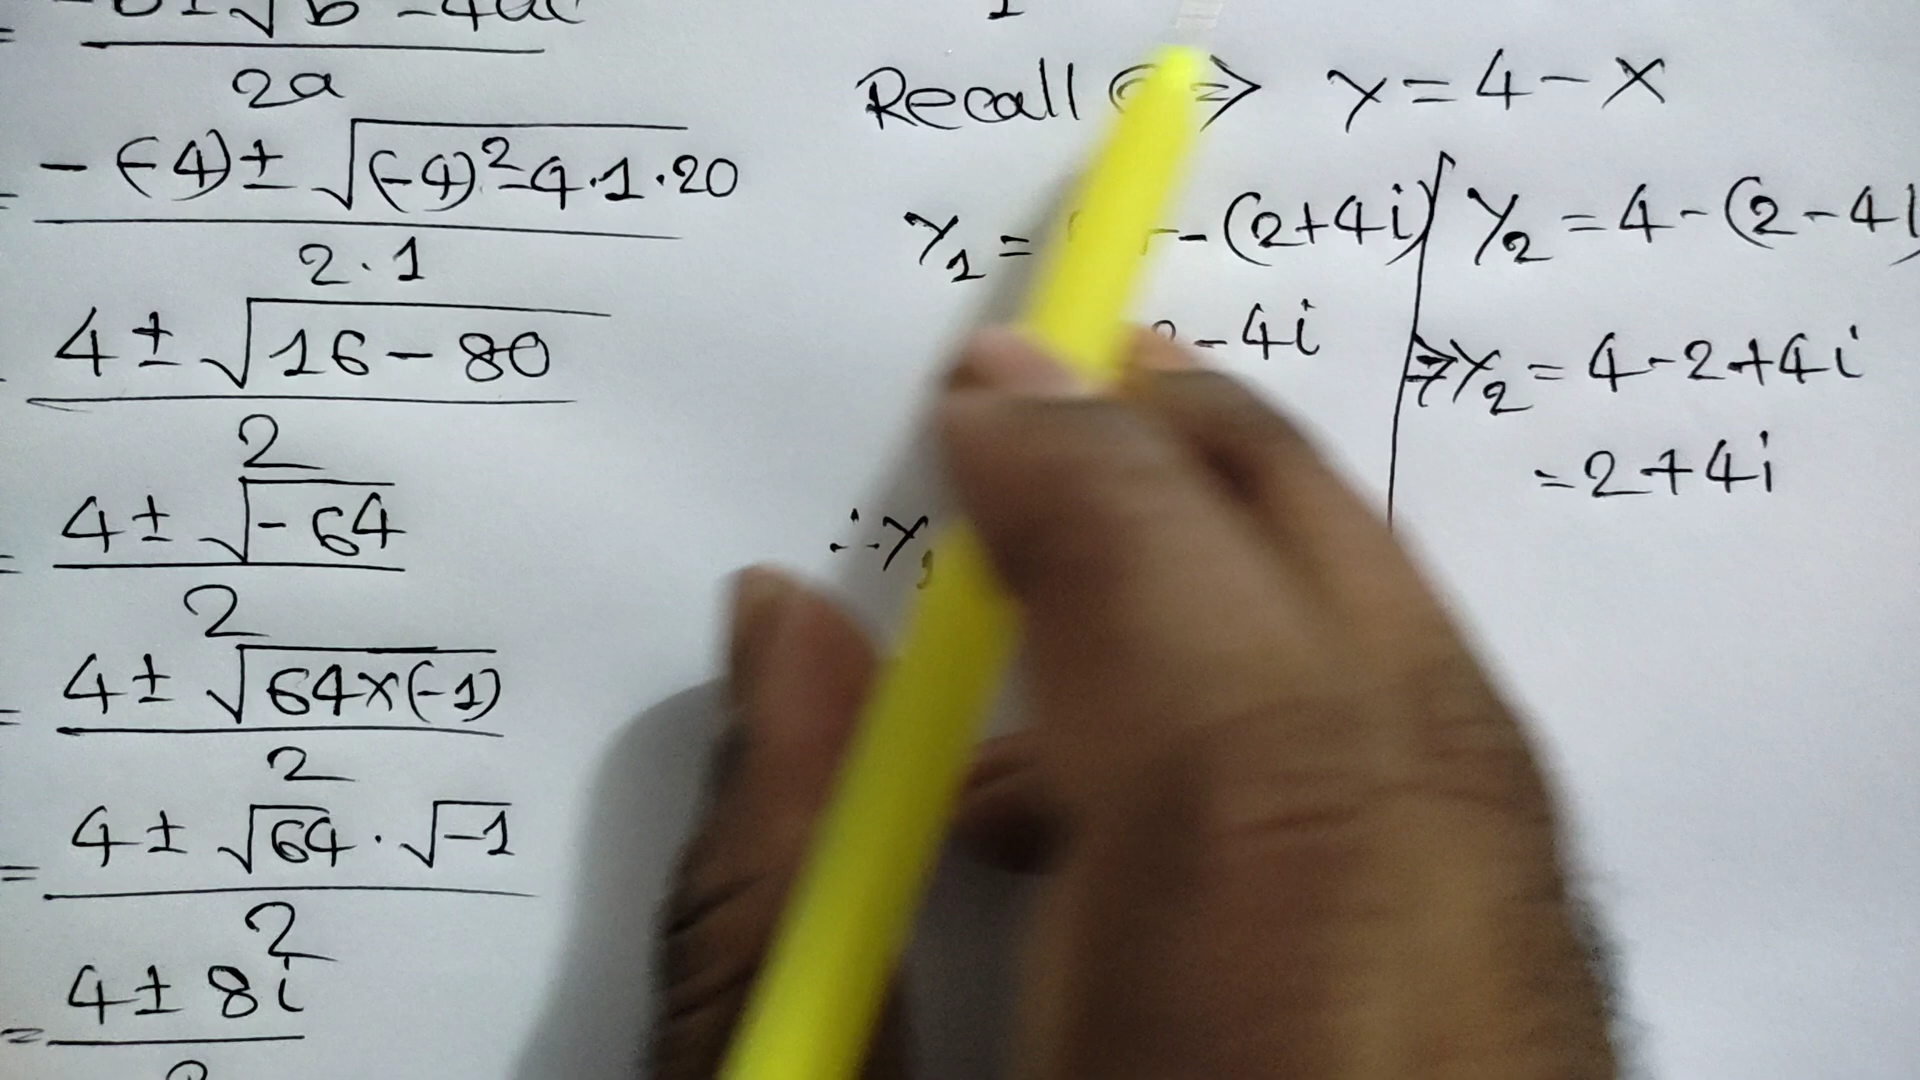 = -b±√b²-4ac
2a
-(-4)±√(-4)²-4·1·20
2·1
4±√16-80
2
= 4±√-64
2
= 4±√64×(-1)
2
= 4±√64·√-1
2
= 4±8i
Recall ⇒ y=4-x
y₁ = -(2+4i)
-4i
∴y
y₂ = 4-(2-4i
⇒y₂ = 4-2+4i
=2+4i